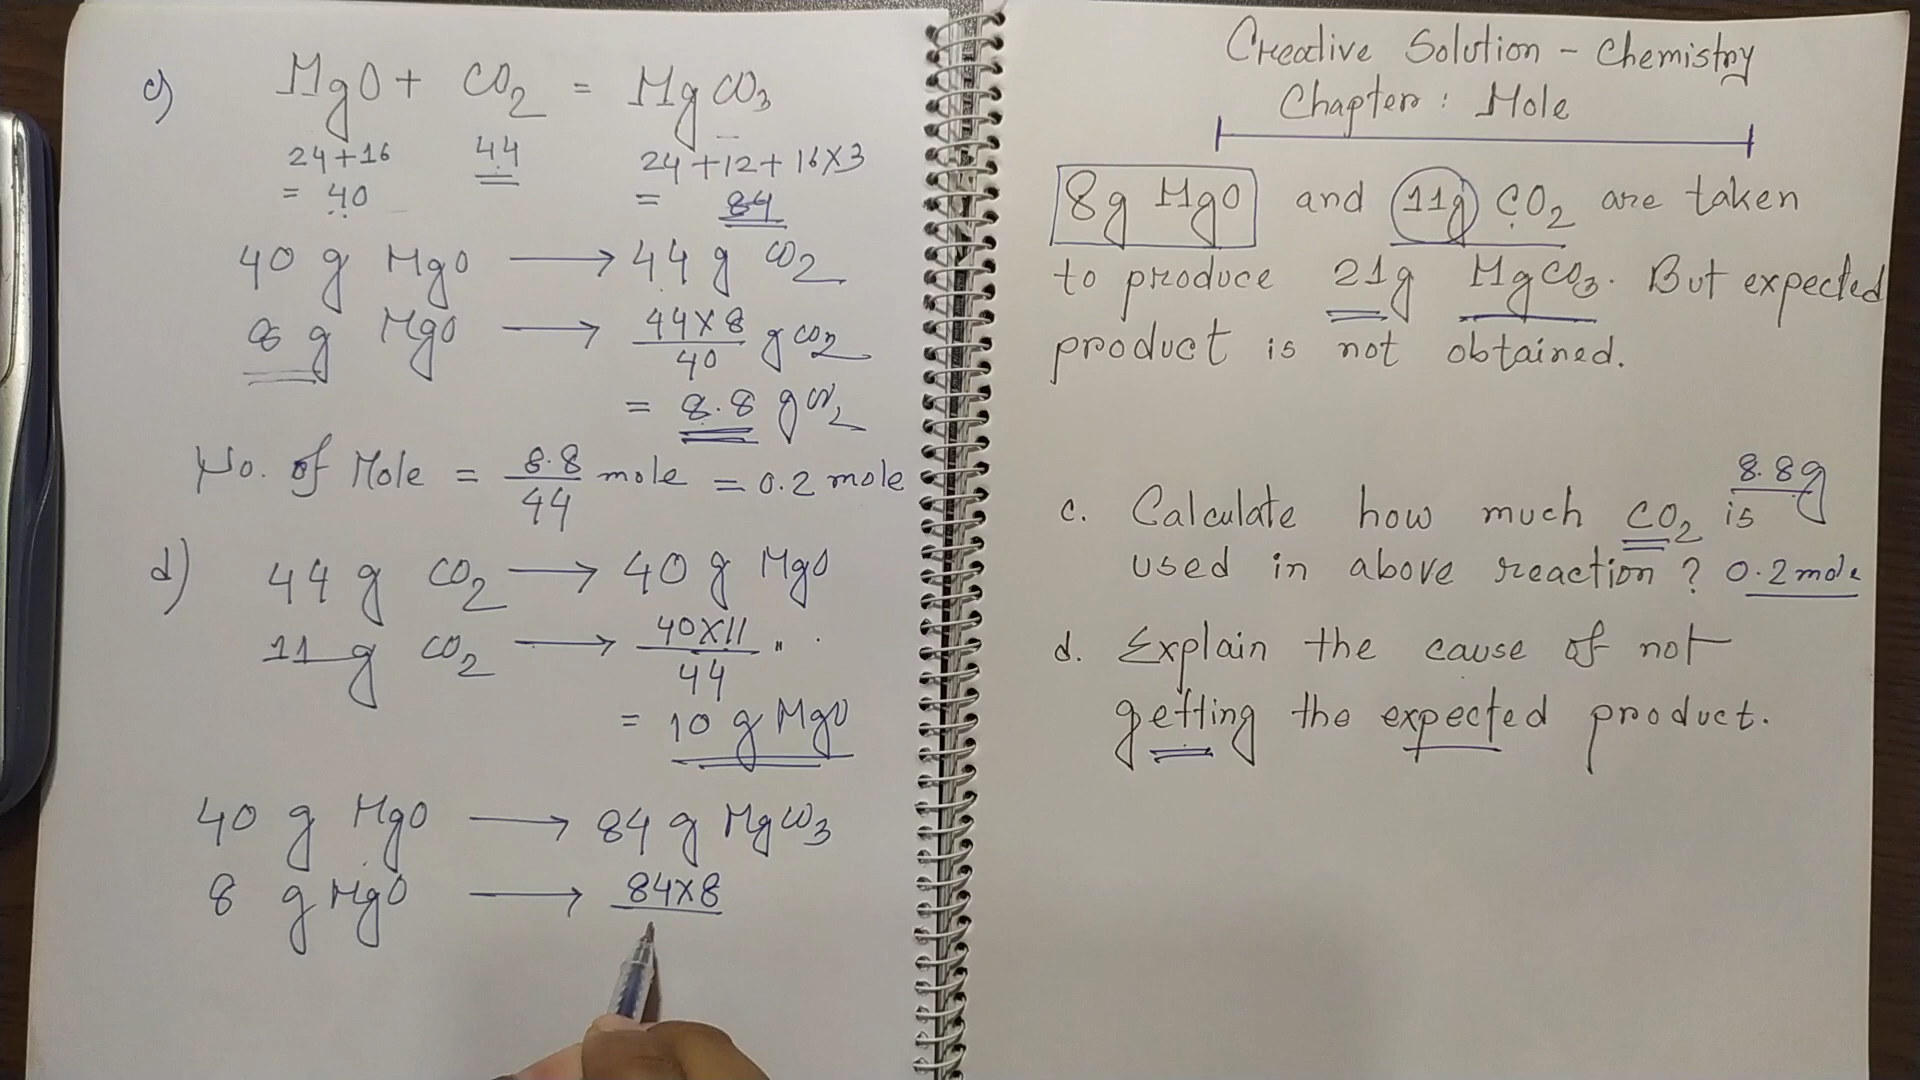 c) MgO + CO2 = MgCO3
24+16 44 24+12+16×3
= 40 = 84
40 g MgO → 44 g CO2
8 g MgO → 44×8/40 g CO2
= 8.8 g CO2
No. of Mole = 8.8/44 mole = 0.2 mole
d) 44 g CO2 → 40 g MgO
11 g CO2 → 40×11/44 "
= 10 g MgO
40 g MgO → 84 g MgCO3
8 g MgO → 84×8
Creative Solution - Chemistry
Chapter : Mole
8g MgO and 11g CO2 are taken
to produce 21g MgCO3. But expected
product is not obtained.
8.8g
c. Calculate how much CO2 is
used in above reaction ? 0.2 mole
d. Explain the cause of not
getting the expected product.